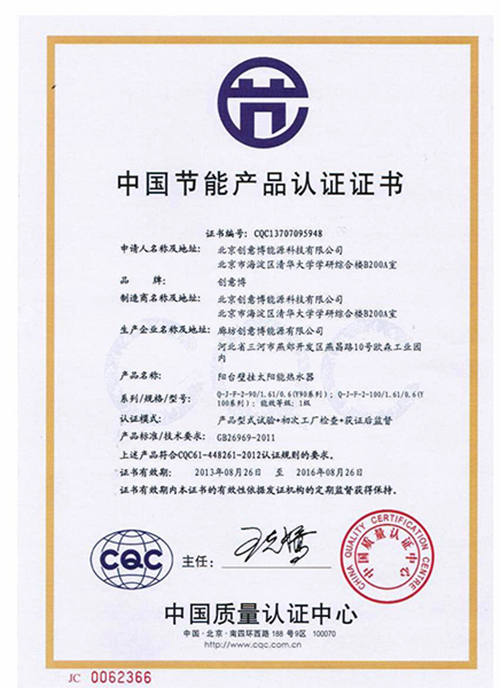 节
中国节能产品认证证书
证书编号：CQC13707095948
申请人名称及地址：北京创意博能源科技有限公司
北京市海淀区清华大学学研综合楼B200A室
品 牌：创意博
制造商名称及地址：北京创意博能源科技有限公司
北京市海淀区清华大学学研综合楼B200A室
生产企业名称及地址：廊坊创意博能源有限公司
河北省三河市燕郊开发区燕昌路10号欧森工业园
内
产品名称：阳台壁挂太阳能热水器
系列/规格/型号：Q-J-F-2-90/1.61/0.6(Y90系列)；Q-J-F-2-100/1.61/0.6(Y
100系列)；能效等级：1级
认证模式：产品型式试验+初次工厂检查+获证后监督
产品标准/技术要求：GB26969-2011
上述产品符合CQC61-448261-2012认证规则的要求。
证书有效期：2013年08月26日 至 2016年08月26日
证书有效期内本证书的有效性依据发证机构的定期监督获得保持。
CQC
主任：
CHINA QUALITY CERTIFICATION CENTRE
中国质量认证中心
中国质量认证中心
中国·北京·南四环西路 188 号9区 100070
http://www.cqc.com.cn
JC 0062366